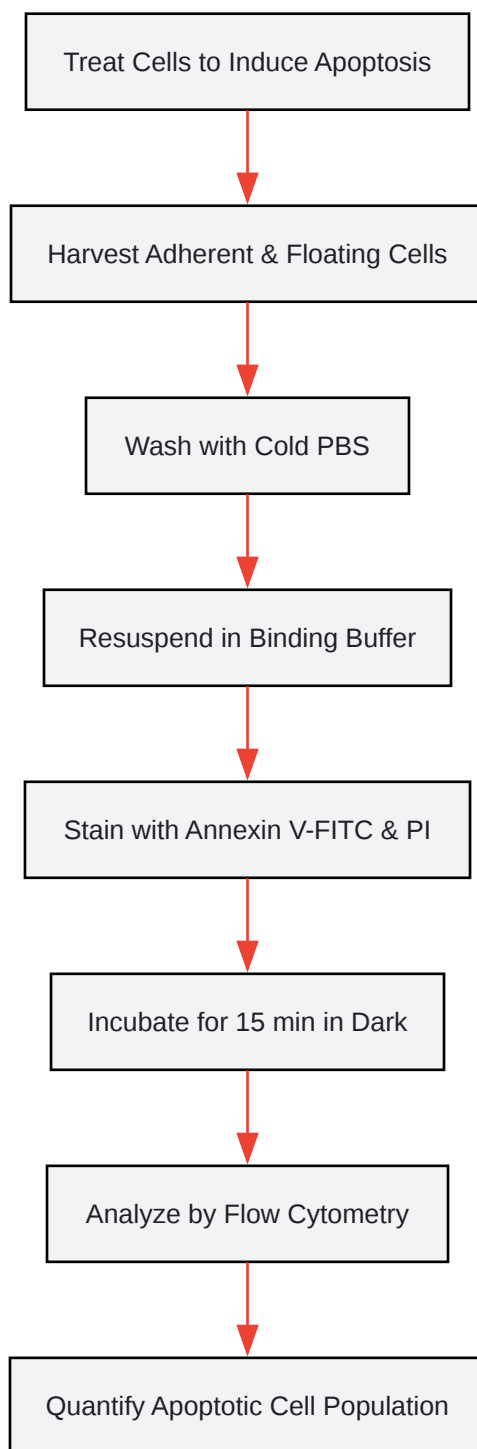 Treat Cells to Induce Apoptosis
Harvest Adherent & Floating Cells
Wash with Cold PBS
Resuspend in Binding Buffer
Stain with Annexin V-FITC & PI
Incubate for 15 min in Dark
Analyze by Flow Cytometry
Quantify Apoptotic Cell Population